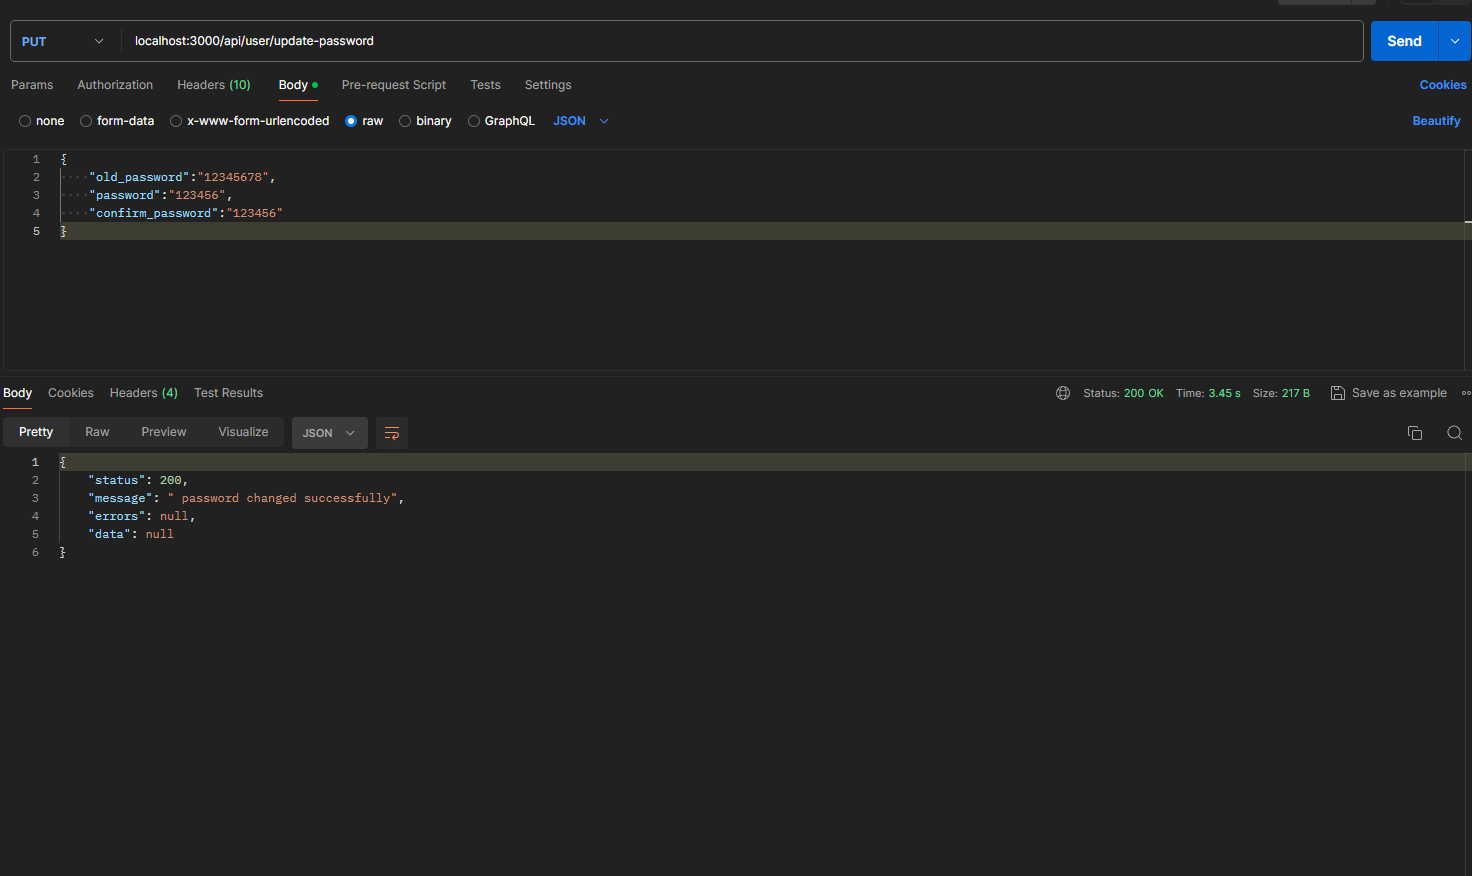 PUT localhost:3000/api/user/update-password Send
Params Authorization Headers (10) Body Pre-request Script Tests Settings Cookies
none form-data x-www-form-urlencoded raw binary GraphQL JSON Beautify
1 {
2 "old_password":"12345678",
3 "password":"123456",
4 "confirm_password":"123456"
5 }
Body Cookies Headers (4) Test Results Status: 200 OK Time: 3.45 s Size: 217 B Save as example
Pretty Raw Preview Visualize JSON
1 {
2 "status": 200,
3 "message": " password changed successfully",
4 "errors": null,
5 "data": null
6 }